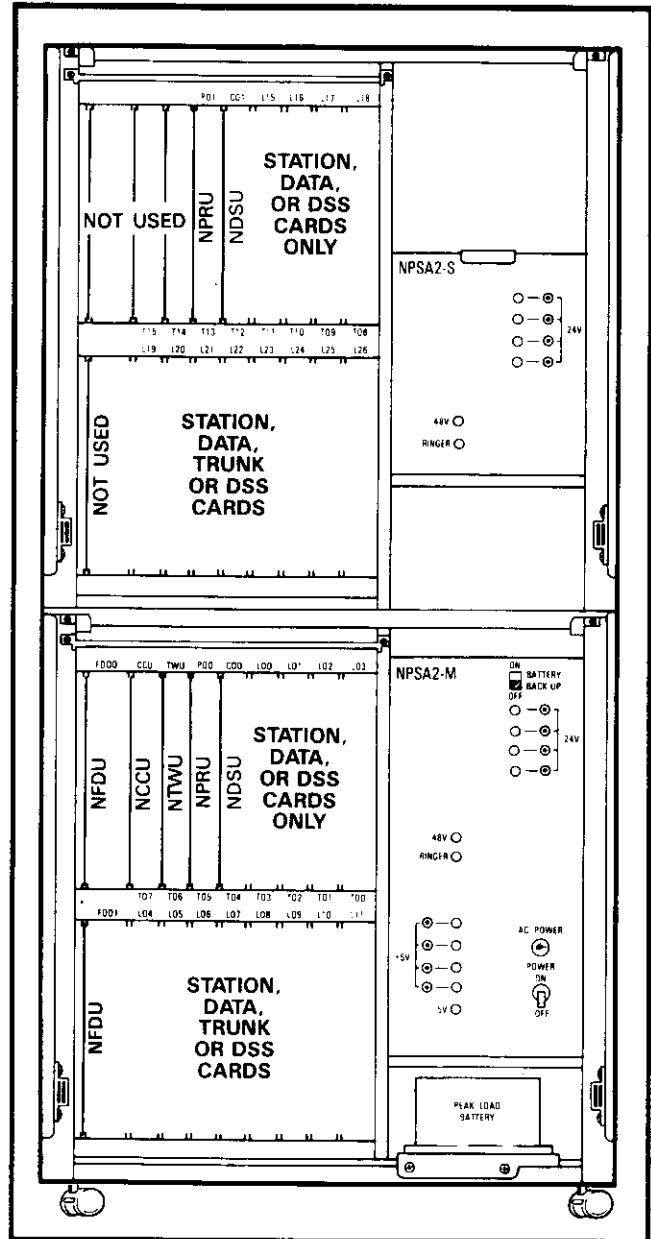 P01 CO1 L15 L16 L17 L18
NOT USED
NPRU
NDSU
STATION,
DATA,
OR DSS
CARDS
ONLY
NPSA2-S
24V
48V
RINGER
T15 T14 T13 T12 T11 T10 T09 T08
L19 L20 L21 L22 L23 L24 L25 L26
NOT USED
STATION,
DATA,
TRUNK
OR DSS
CARDS
FD00 CCU TWU P00 C00 L00 L01 L02 L03
NFDU
NCCU
NTWU
NPRU
NDSU
STATION,
DATA,
OR DSS
CARDS
ONLY
NPSA2-M
ON
BATTERY
BACK UP
OFF
24V
48V
RINGER
T07 T06 T05 T04 T03 T02 T01 T00
FD01 L04 L05 L06 L07 L08 L09 L10 L11
NFDU
STATION,
DATA,
TRUNK
OR DSS
CARDS
+5V
5V
AC POWER
POWER
ON
OFF
PEAK LOAD
BATTERY